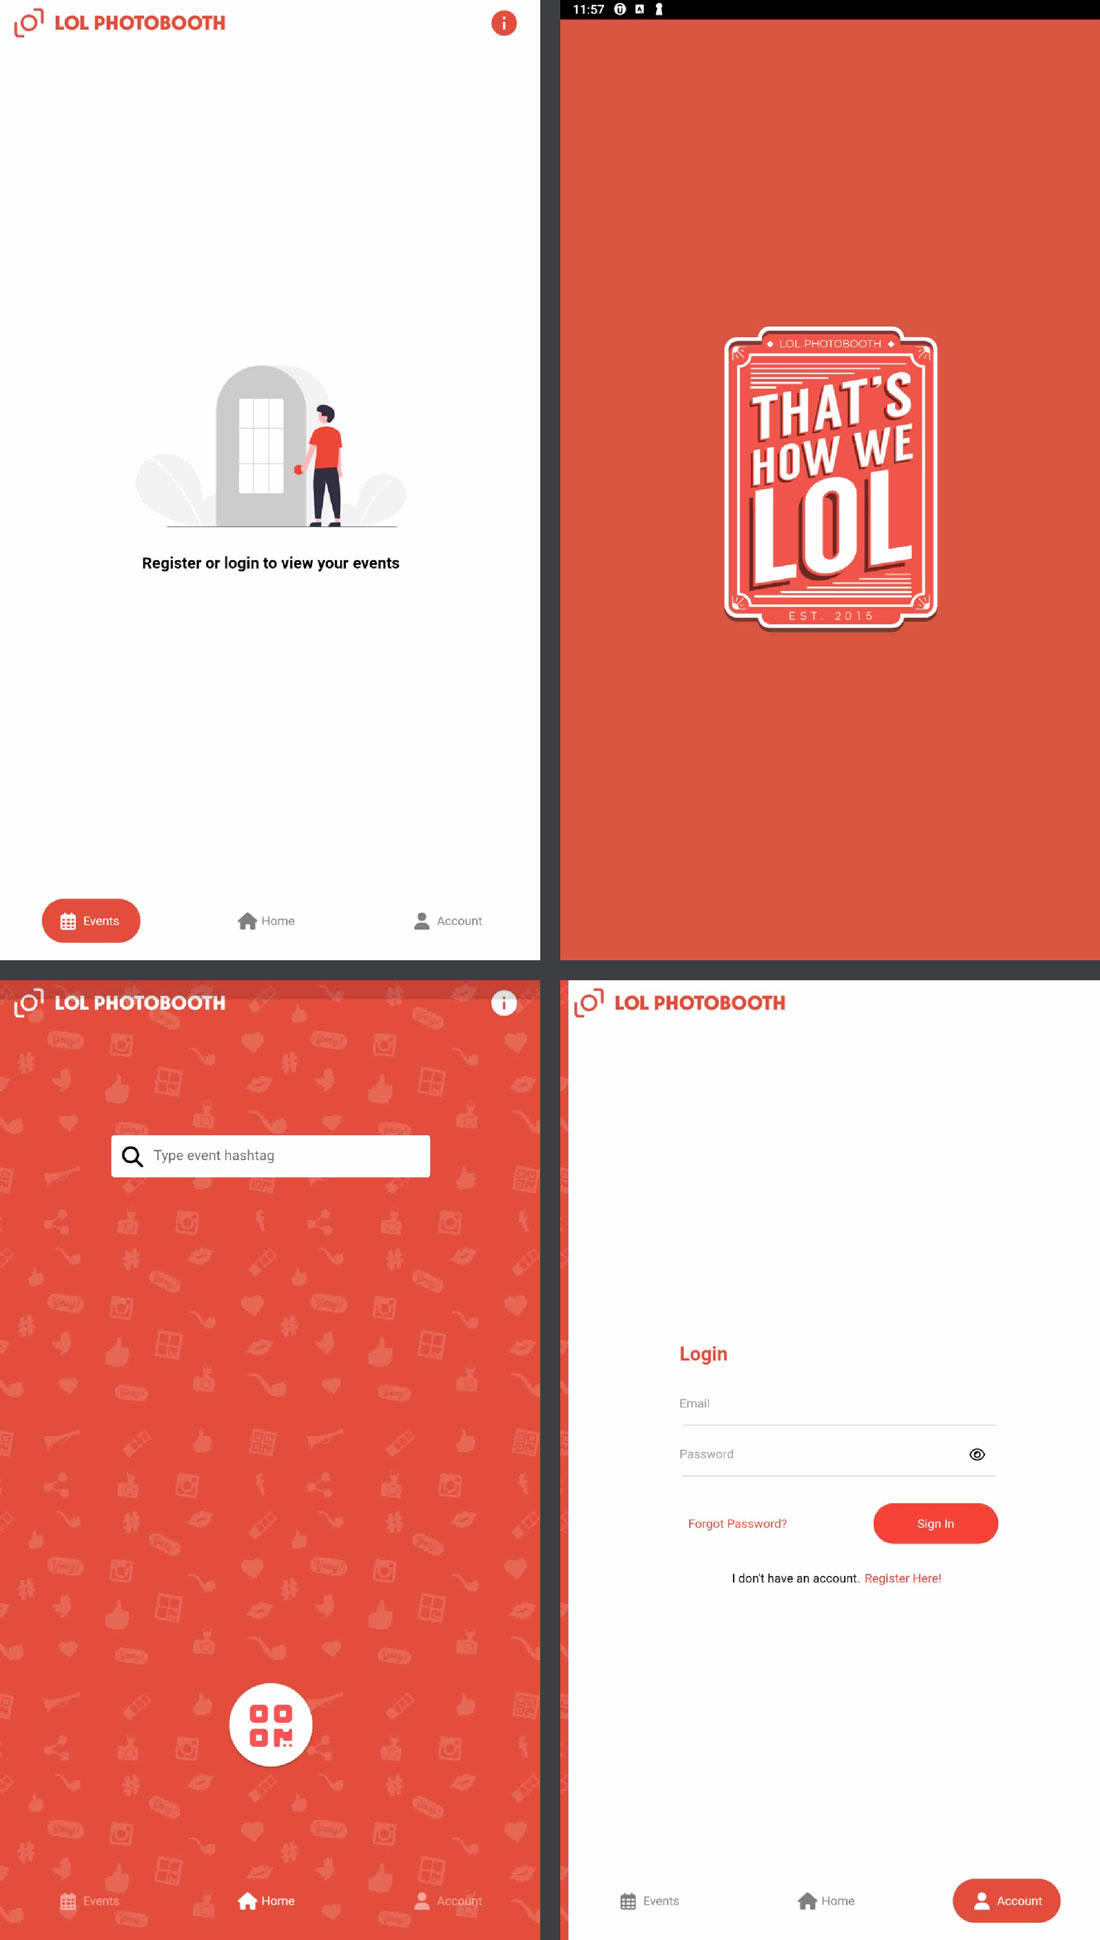 LOL PHOTOBOOTH
Register or login to view your events
Events
Home
Account
11:57
LOL PHOTOBOOTH
THAT'S
HOW WE
LOL
EST. 2015
LOL PHOTOBOOTH
Type event hashtag
Events
Home
Account
LOL PHOTOBOOTH
Login
Email
Password
Forgot Password?
Sign In
I don't have an account. Register Here!
Events
Home
Account